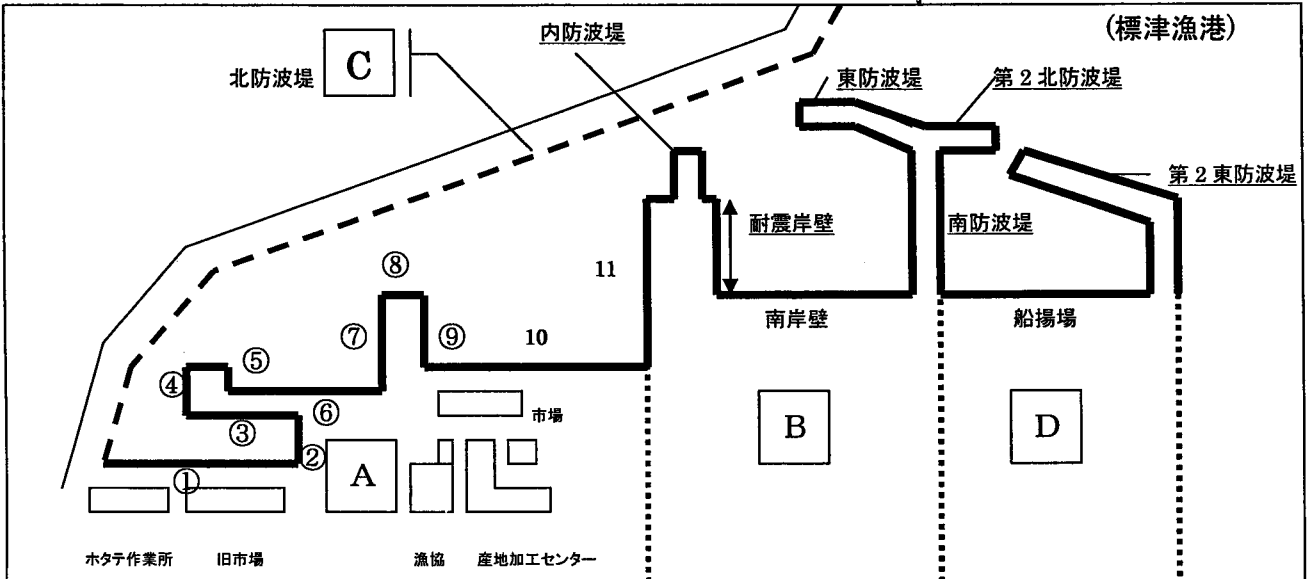 (標津漁港)
内防波堤
C
北防波堤
東防波堤
第2北防波堤
第2東防波堤
耐震岸壁
南防波堤
⑧
11
南岸壁
船揚場
⑦
⑨
10
⑤
④
⑥
市場
③
②
①
A
B
D
ホタテ作業所
旧市場
漁協
産地加工センター